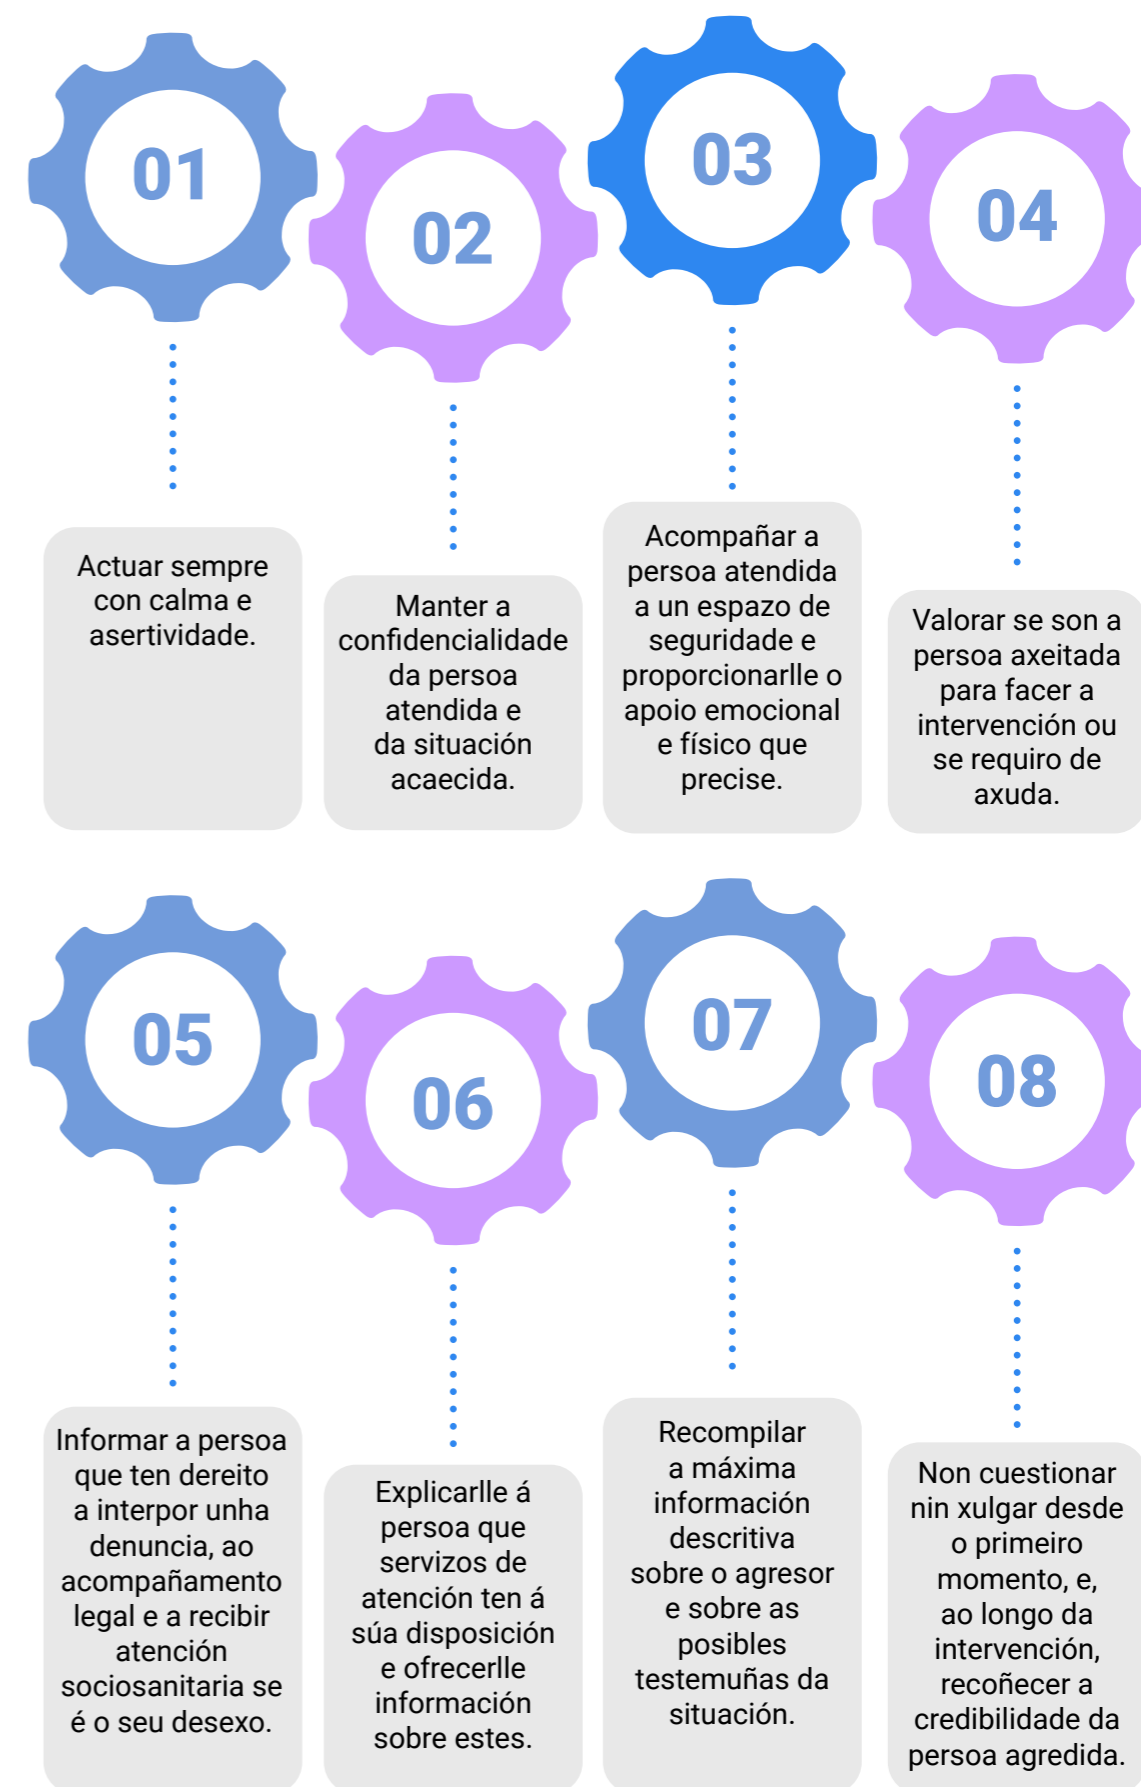 01
Actuar sempre
con calma e
asertividade.
02
Manter a
confidencialidade
da persoa
atendida e
da situación
acaecida.
03
Acompañar a
persoa atendida
a un espazo de
seguridade e
proporcionarlle o
apoio emocional
e físico que
precise.
04
Valorar se son a
persoa axeitada
para facer a
intervención ou
se requiro de
axuda.
05
Informar a persoa
que ten dereito
a interpor unha
denuncia, ao
acompañamento
legal e a recibir
atención
sociosanitaria se
é o seu desexo.
06
Explicarlle á
persoa que
servizos de
atención ten á
súa disposición
e ofrecerlle
información
sobre estes.
07
Recompilar
a máxima
información
descritiva
sobre o agresor
e sobre as
posibles
testemuñas da
situación.
08
Non cuestionar
nin xulgar desde
o primeiro
momento, e,
ao longo da
intervención,
recoñecer a
credibilidade da
persoa agredida.